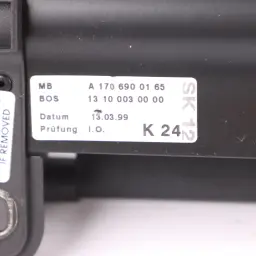 MB A 170 690 01 65
BOS 13 10 003 00 00
Datum 13.03.99
Prüfung I.O. K 24
SK 12
IF REMOVED